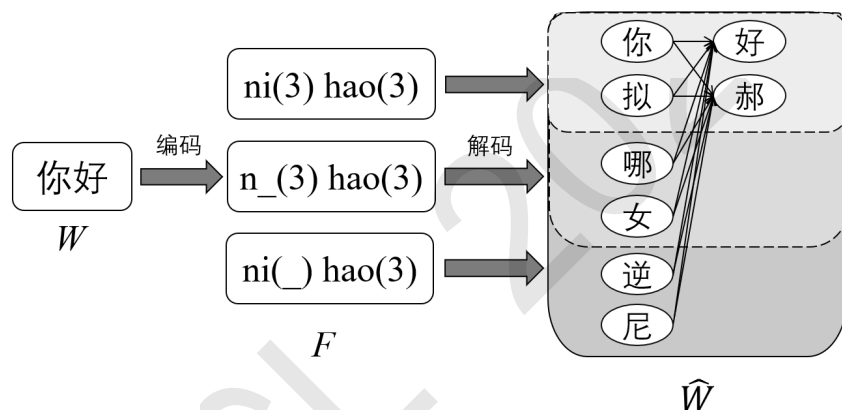 你好
W
编码
ni(3) hao(3)
n_(3) hao(3)
ni(_) hao(3)
F
解码
你 好
拟 郝
哪
女
逆
尼
Ŵ